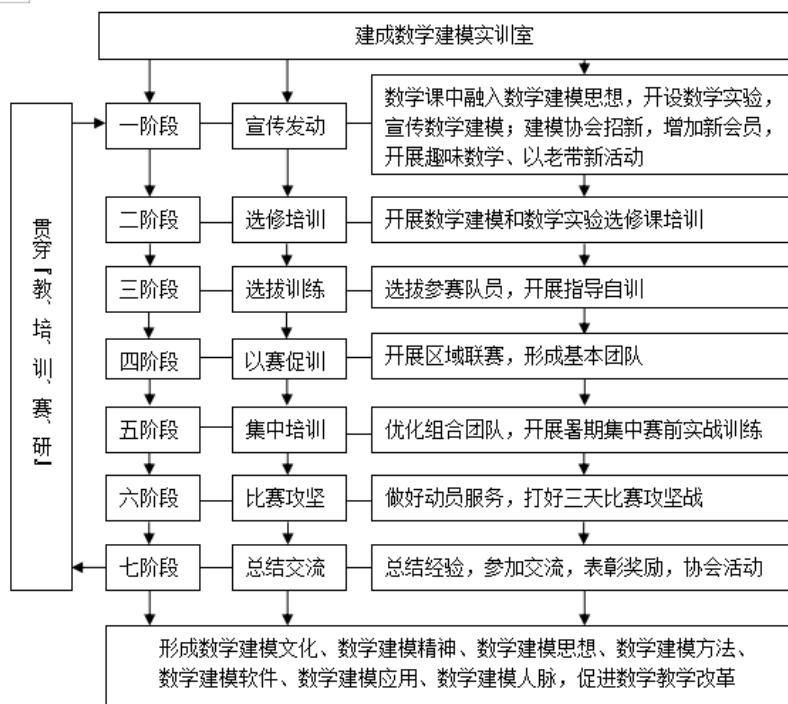 建成数学建模实训室
数学课中融入数学建模思想，开设数学实验，
一阶段
宣传发动
宣传数学建模；建模协会招新，增加新会员，
开展趣味数学、以老带新活动
二阶段
选修培训
开展数学建模和数学实验选修课培训
三阶段
选拔训练
选拔参赛队员，开展指导自训
四阶段
以赛促训
开展区域联赛，形成基本团队
五阶段
集中培训
优化组合团队，开展暑期集中赛前实战训练
六阶段
比赛攻坚
做好动员服务，打好三天比赛攻坚战
七阶段
总结交流
总结经验，参加交流，表彰奖励，协会活动
贯穿『教、培、训、赛、研』
形成数学建模文化、数学建模精神、数学建模思想、数学建模方法、
数学建模软件、数学建模应用、数学建模人脉，促进数学教学改革